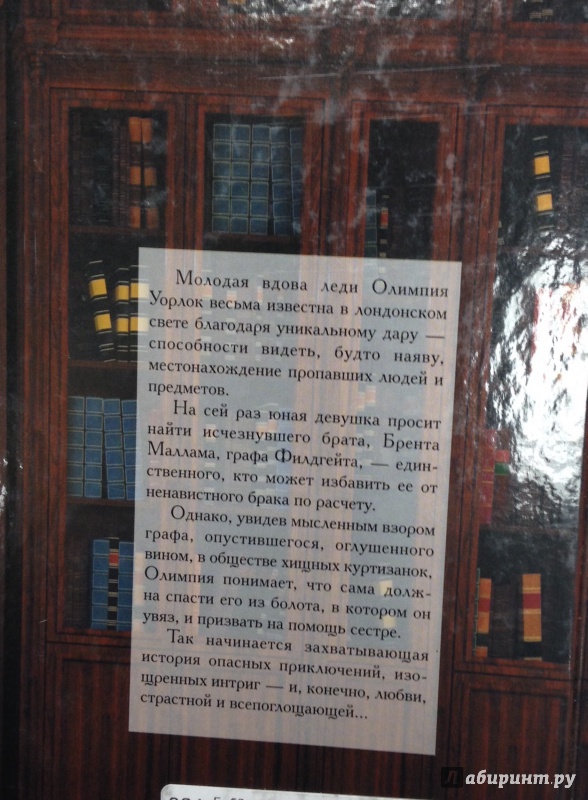 Молодая вдова леди Олимпия
Уорлок весьма известна в лондонском
свете благодаря уникальному дару —
способности видеть, будто наяву,
местонахождение пропавших людей и
предметов.
На сей раз юная девушка просит
найти исчезнувшего брата, Брента
Маллама, графа Филдгейта, — един-
ственного, кто может избавить ее от
ненавистного брака по расчету.
Однако, увидев мысленным взором
графа, опустившегося, оглушенного
вином, в обществе хищных куртизанок,
Олимпия понимает, что сама долж-
на спасти его из болота, в котором он
увяз, и призвать на помощь сестре.
Так начинается захватывающая
история опасных приключений, изо-
щренных интриг — и, конечно, любви,
страстной и всепоглощающей...
Лабиринт.ру